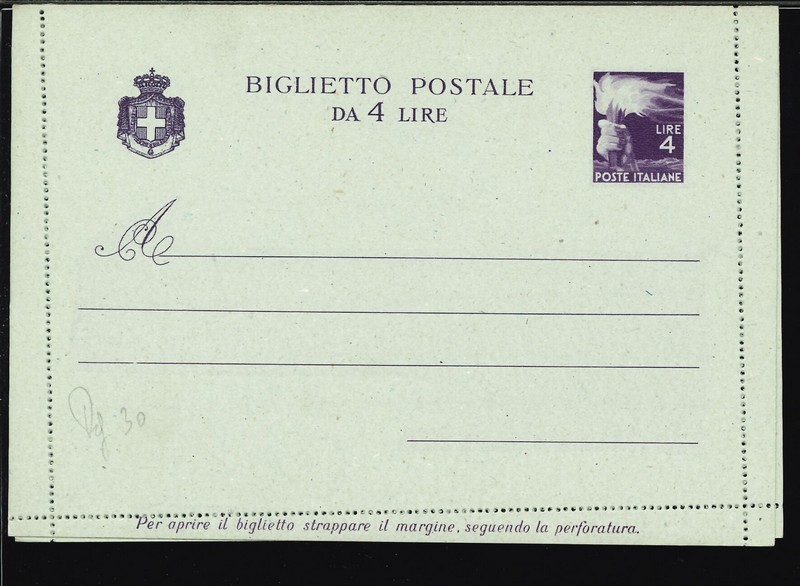 BIGLIETTO POSTALE
DA 4 LIRE
LIRE
4
POSTE ITALIANE
A
30
Per aprire il biglietto strappare il margine, seguendo la perforatura.